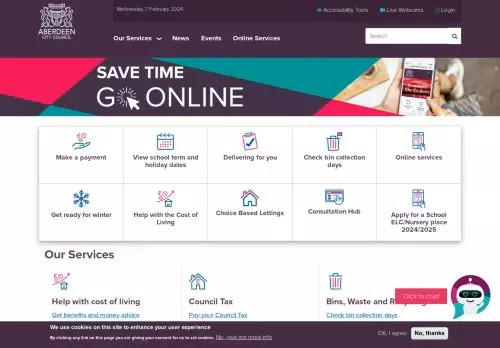 Wednesday, 7 February 2024
Accessibility Tools
Live Webcams
Login
ABERDEEN
CITY COUNCIL
Our Services
News
Events
Online Services
Search
SAVE TIME
GO ONLINE
Make a payment
View school term and
holiday dates
Delivering for you
Check bin collection
days
Online services
Get ready for winter
Help with the Cost of
Living
Choice Based Lettings
Consultation Hub
Apply for a School
ELC/Nursery place
2024/2025
Our Services
Help with cost of living
Council Tax
Bins, Waste and
Get benefits and money advice
Pay your Council Tax
Check bin collection days
Click to chat!
We use cookies on this site to enhance your user experience
By clicking any link on this page you are giving your consent for us to set cookies. No, give me more info
OK, I agree
No, thanks